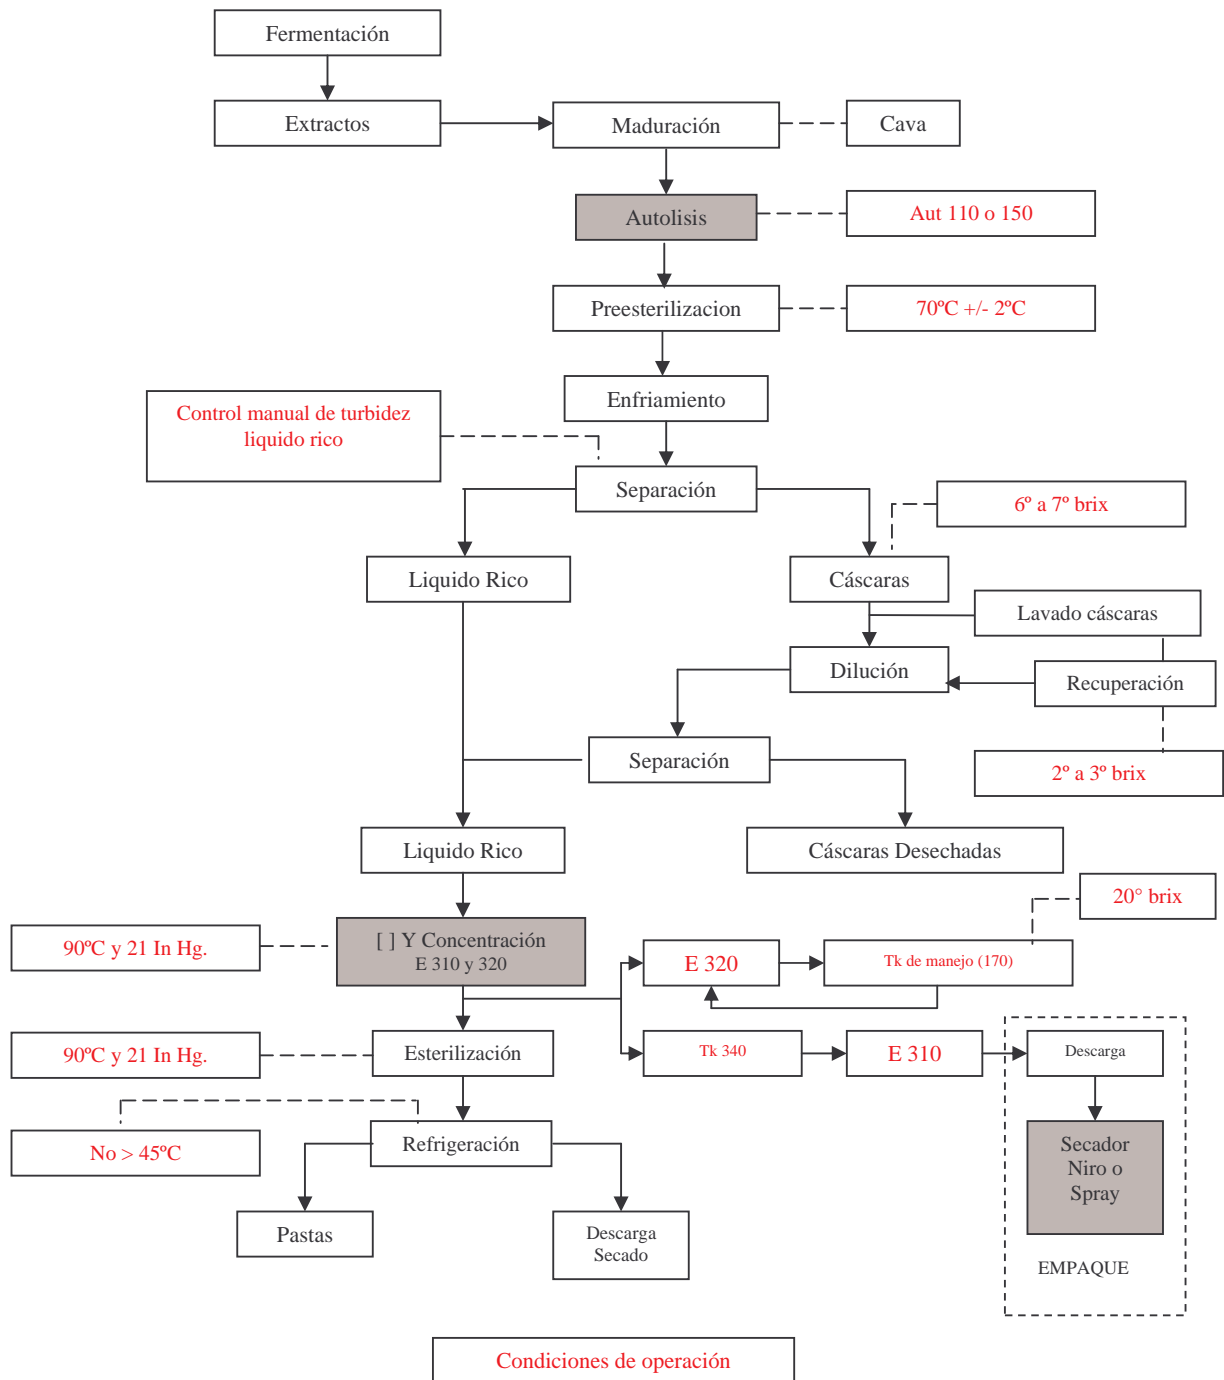 Fermentación
Extractos
Maduración
Cava
Autolisis
Aut 110 o 150
Preesterilizacion
70ºC +/- 2ºC
Enfriamiento
Control manual de turbidez
liquido rico
Separación
6º a 7º brix
Liquido Rico
Cáscaras
Lavado cáscaras
Dilución
Recuperación
Separación
2º a 3º brix
Liquido Rico
Cáscaras Desechadas
20° brix
90ºC y 21 In Hg.
[ ] Y Concentración
E 310 y 320
E 320
Tk de manejo (170)
90ºC y 21 In Hg.
Esterilización
Tk 340
E 310
Descarga
No > 45ºC
Refrigeración
Secador
Niro o
Spray
Pastas
Descarga
Secado
EMPAQUE
Condiciones de operación